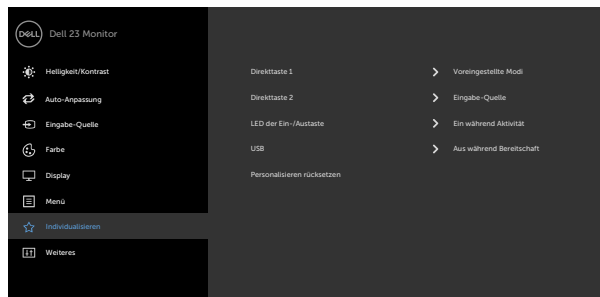 DELL Dell 23 Monitor
Helligkeit/Kontrast Direkttaste 1 Voreingestellte Modi
Auto-Anpassung Direkttaste 2 Eingabe-Quelle
Eingabe-Quelle LED der Ein-/Austaste Ein während Aktivität
Farbe USB Aus während Bereitschaft
Display Personalisieren rücksetzen
Menü
Individualisieren
Weiteres